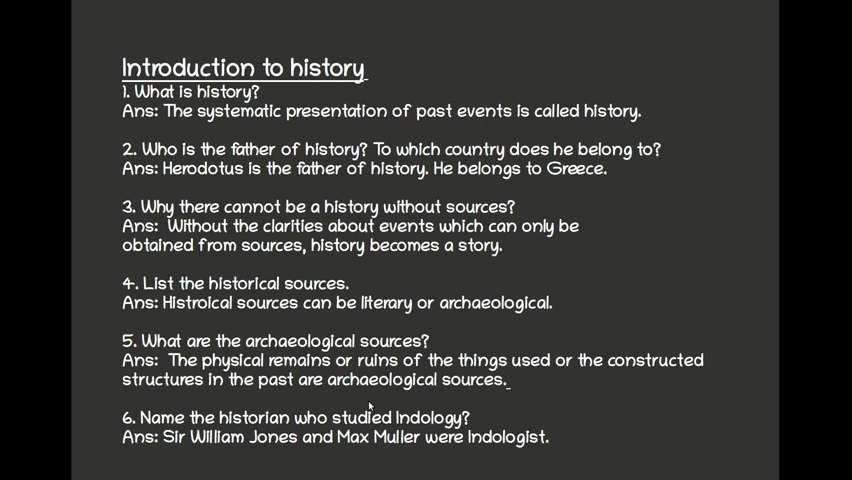 Introduction to history
1. What is history?
Ans: The systematic presentation of past events is called history.
2. Who is the father of history? To which country does he belong to?
Ans: Herodotus is the father of history. He belongs to Greece.
3. Why there cannot be a history without sources?
Ans:  Without the clarities about events which can only be
obtained from sources, history becomes a story.
4. List the historical sources.
Ans: Histroical sources can be literary or archaeological.
5. What are the archaeological sources?
Ans:  The physical remains or ruins of the things used or the constructed
structures in the past are archaeological sources.
6. Name the historian who studied Indology?
Ans: Sir William Jones and Max Muller were Indologist.